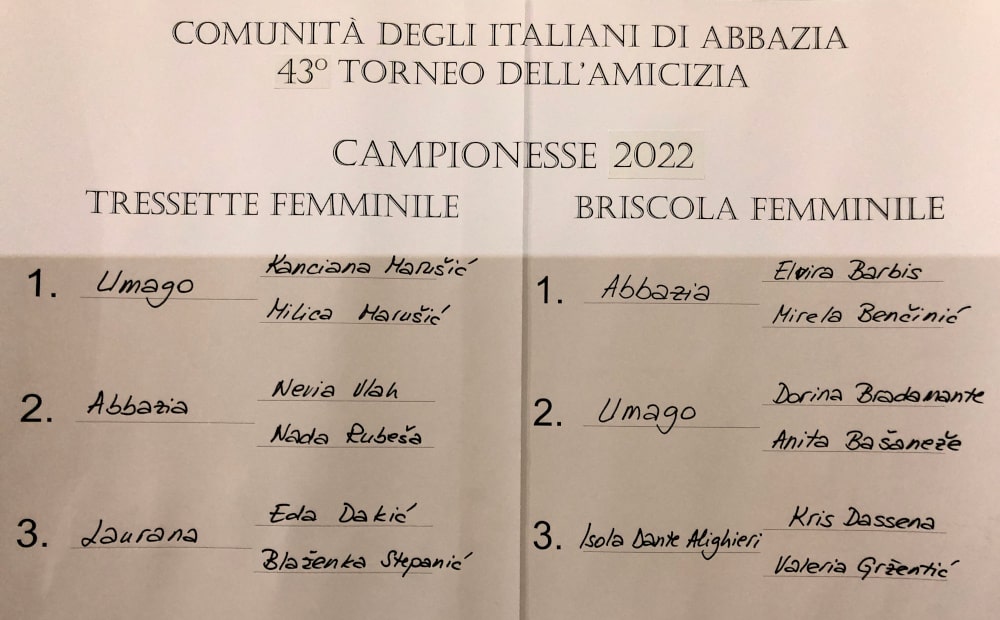 COMUNITÀ DEGLI ITALIANI DI ABBAZIA
43° TORNEO DELL'AMICIZIA
CAMPIONESSE 2022
TRESSETTE FEMMINILE
1. Umago
Kanciana Marušić
Milica Marušić
2. Abbazia
Nevia Vlah
Nada Rubeša
3. Laurana
Eda Dakić
Blaženka Stepanić
BRISCOLA FEMMINILE
1. Abbazia
Elvira Barbis
Mirela Benčinić
2. Umago
Dorina Bradamante
Anita Bašaneže
3. Isola Dante Alighieri
Kris Dassena
Valeria Gržentić